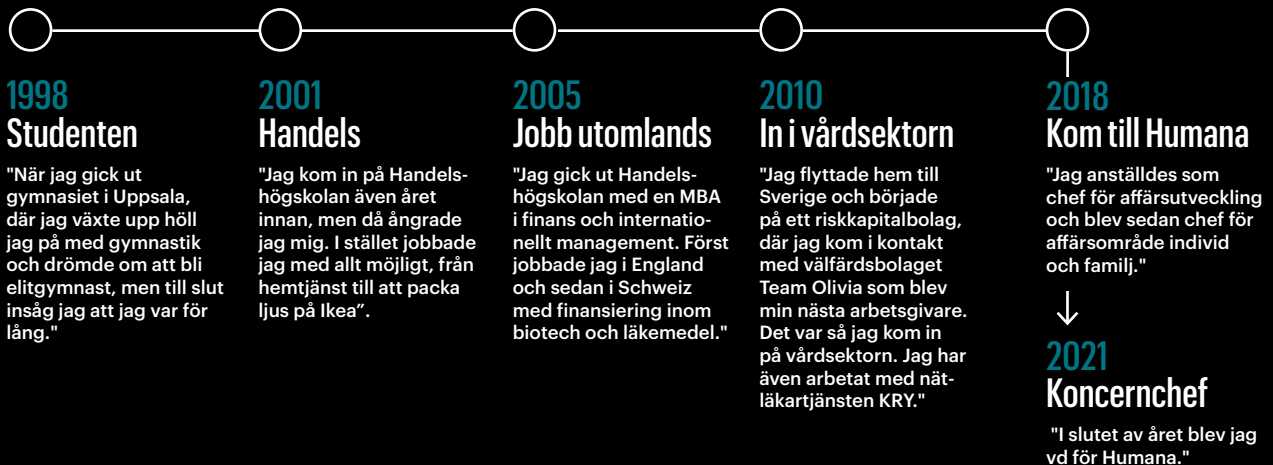 1998
Studenten
"När jag gick ut
gymnasiet i Uppsala,
där jag växte upp höll
jag på med gymnastik
och drömde om att bli
elitgymnast, men till slut
insåg jag att jag var för
lång."
2001
Handels
"Jag kom in på Handels-
högskolan även året
innan, men då ångrade
jag mig. I stället jobbade
jag med allt möjligt, från
hemtjänst till att packa
ljus på Ikea”.
2005
Jobb utomlands
"Jag gick ut Handels-
högskolan med en MBA
i finans och internatio-
nellt management. Först
jobbade jag i England
och sedan i Schweiz
med finansiering inom
biotech och läkemedel."
2010
In i vårdsektorn
"Jag flyttade hem till
Sverige och började
på ett riskkapitalbolag,
där jag kom i kontakt
med välfärdsbolaget
Team Olivia som blev
min nästa arbetsgivare.
Det var så jag kom in
på vårdsektorn. Jag har
även arbetat med nät-
läkartjänsten KRY."
2018
Kom till Humana
"Jag anställdes som
chef för affärsutveckling
och blev sedan chef för
affärsområde individ
och familj."
2021
Koncernchef
"I slutet av året blev jag
vd för Humana."